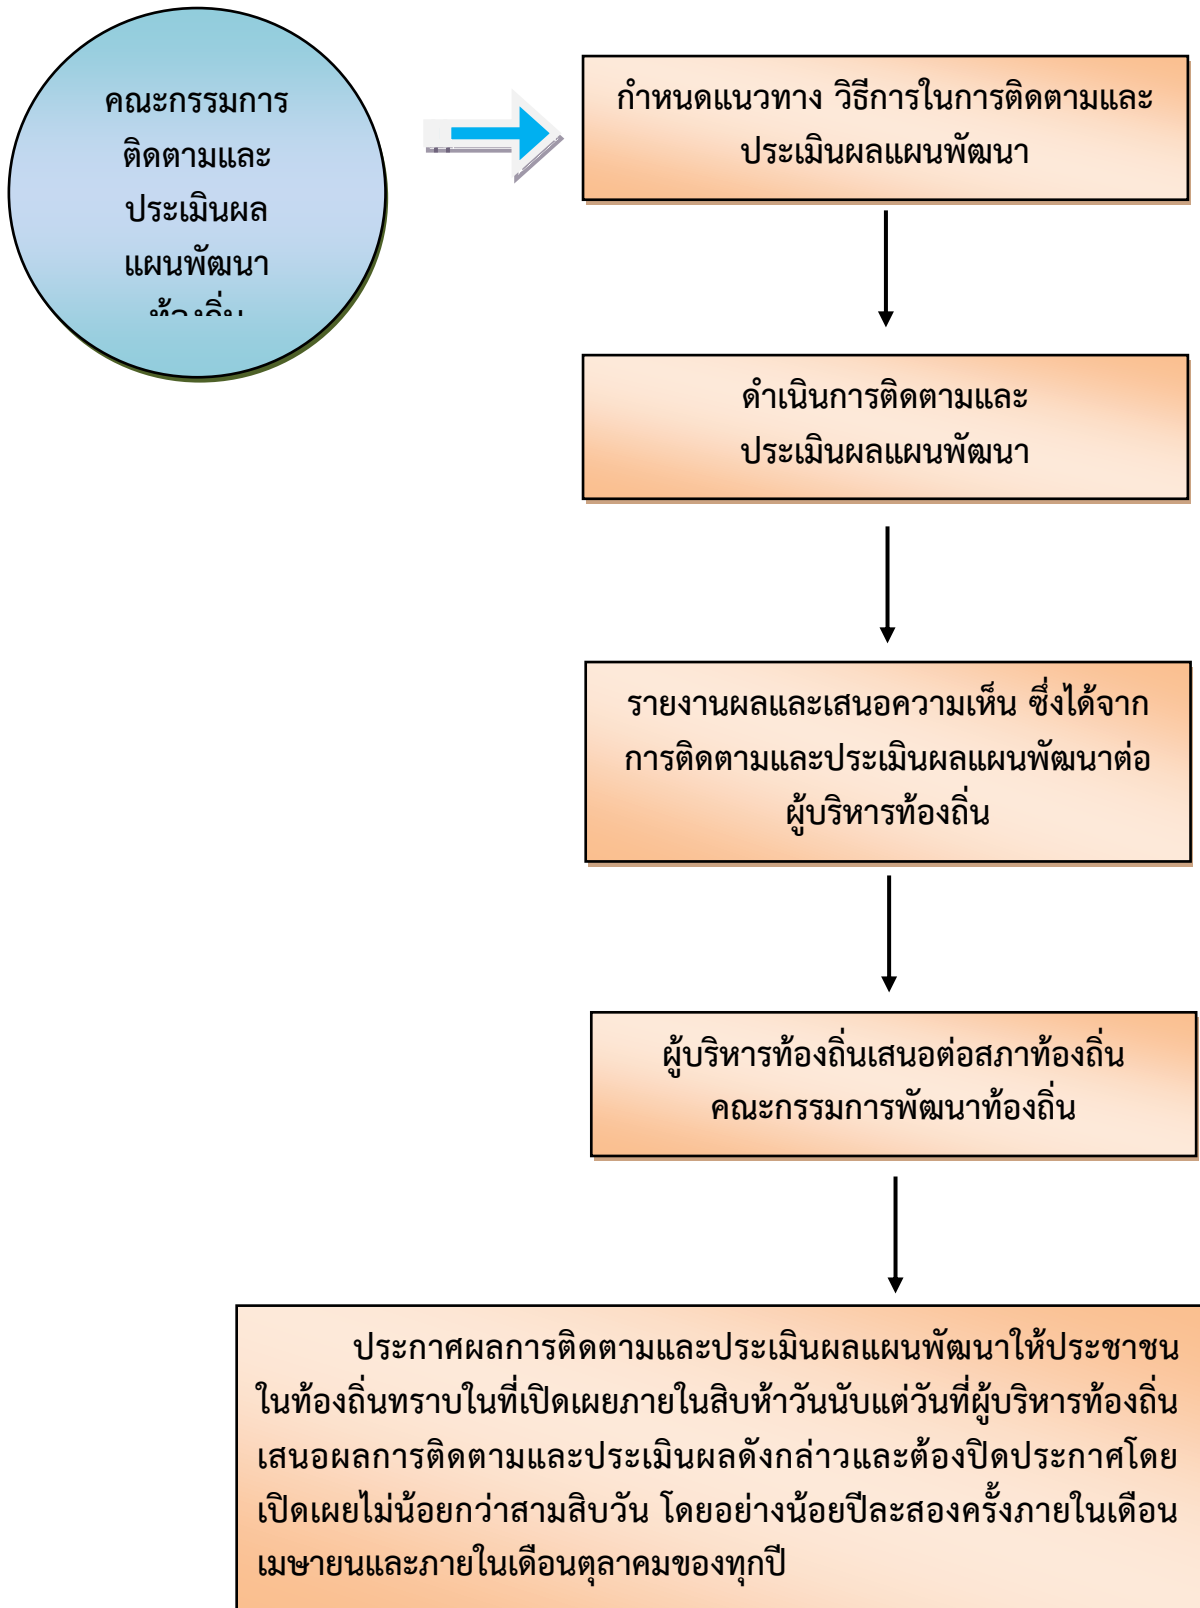 คณะกรรมการ
ติดตามและ
ประเมินผล
แผนพัฒนา
ท้องถิ่น
กำหนดแนวทาง วิธีการในการติดตามและ
ประเมินผลแผนพัฒนา
ดำเนินการติดตามและ
ประเมินผลแผนพัฒนา
รายงานผลและเสนอความเห็น ซึ่งได้จาก
การติดตามและประเมินผลแผนพัฒนาต่อ
ผู้บริหารท้องถิ่น
ผู้บริหารท้องถิ่นเสนอต่อสภาท้องถิ่น
คณะกรรมการพัฒนาท้องถิ่น
ประกาศผลการติดตามและประเมินผลแผนพัฒนาให้ประชาชน
ในท้องถิ่นทราบในที่เปิดเผยภายในสิบห้าวันนับแต่วันที่ผู้บริหารท้องถิ่น
เสนอผลการติดตามและประเมินผลดังกล่าวและต้องปิดประกาศโดย
เปิดเผยไม่น้อยกว่าสามสิบวัน โดยอย่างน้อยปีละสองครั้งภายในเดือน
เมษายนและภายในเดือนตุลาคมของทุกปี